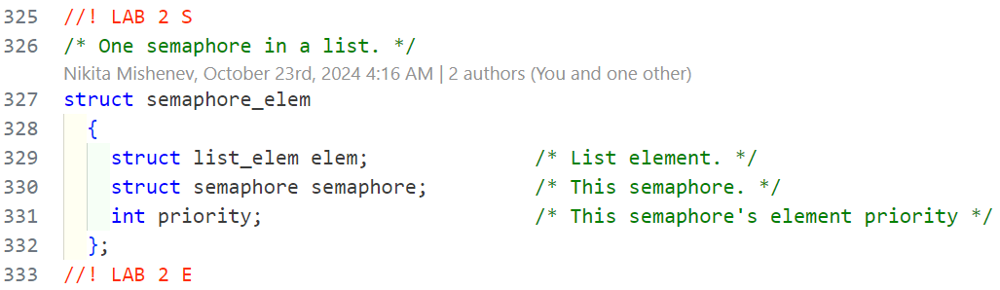 325 //! LAB 2 S
326 /* One semaphore in a list. */
Nikita Mishenev, October 23rd, 2024 4:16 AM | 2 authors (You and one other)
327 struct semaphore_elem
328 {
329 struct list_elem elem; /* List element. */
330 struct semaphore semaphore; /* This semaphore. */
331 int priority; /* This semaphore's element priority */
332 };
333 //! LAB 2 E